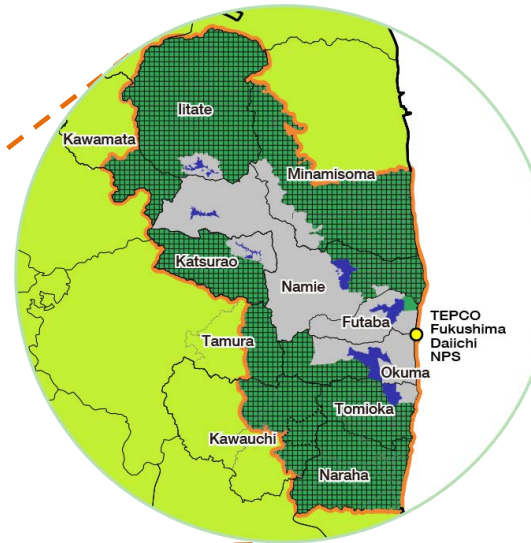 Iitate
Kawamata
Minamisoma
Katsurao
Namie
Futaba
TEPCO
Fukushima
Daiichi
NPS
Tamura
Okuma
Tomioka
Kawauchi
Naraha